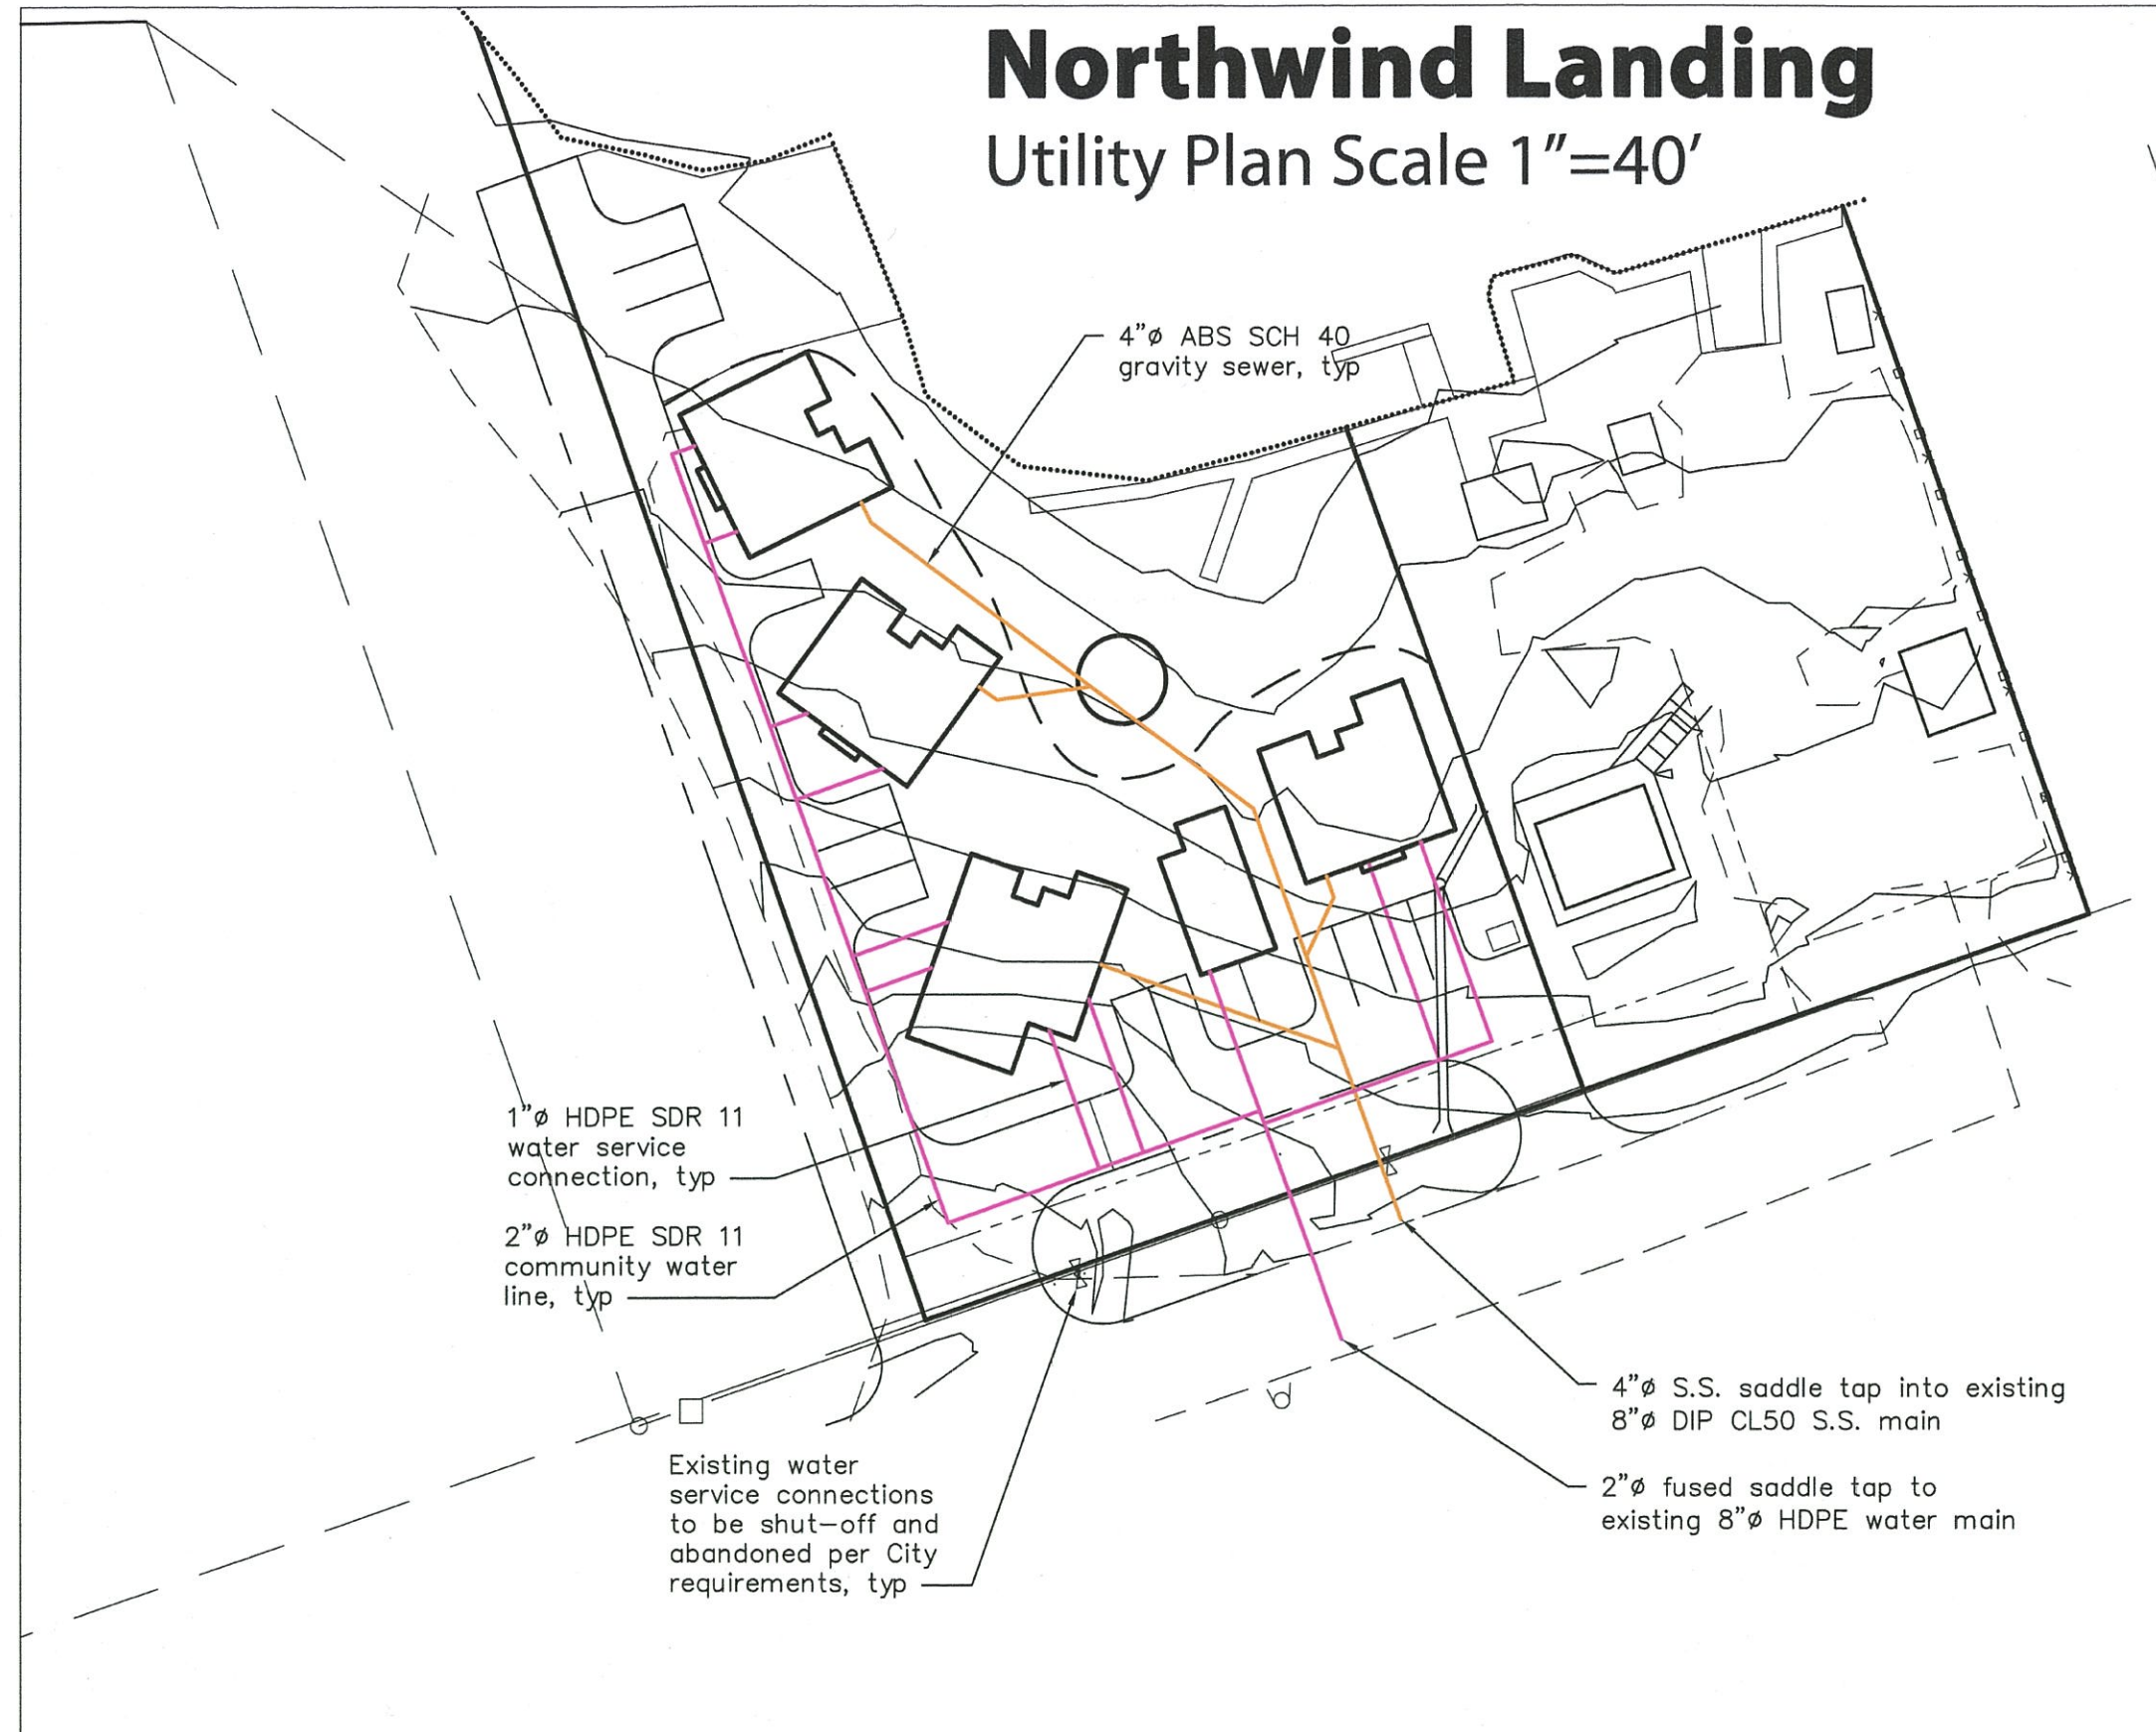 Northwind Landing
Utility Plan Scale 1”=40’
4”ø ABS SCH 40
gravity sewer, typ
1”ø HDPE SDR 11
water service
connection, typ
2”ø HDPE SDR 11
community water
line, typ
Existing water
service connections
to be shut-off and
abandoned per City
requirements, typ
4”ø S.S. saddle tap into existing
8”ø DIP CL50 S.S. main
2”ø fused saddle tap to
existing 8”ø HDPE water main